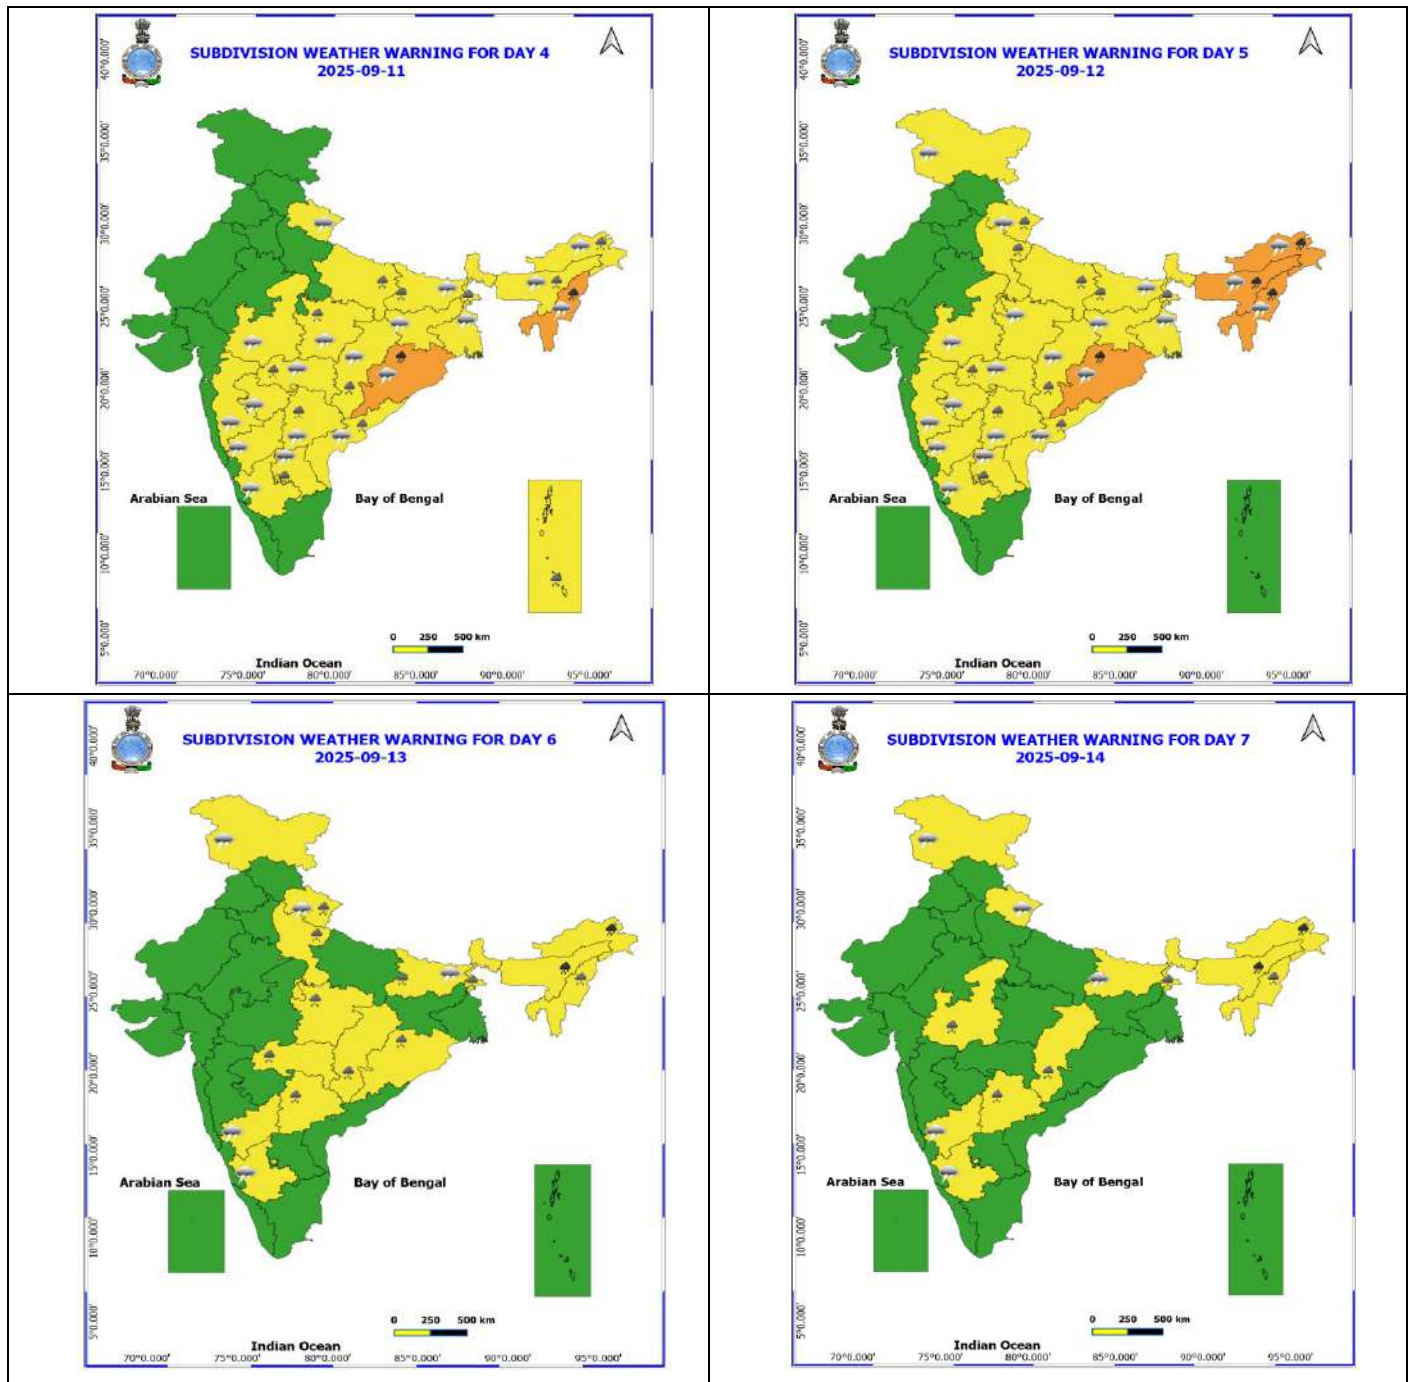 SUBDIVISION WEATHER WARNING FOR DAY 4
2025-09-11
40°0.000'
35°0.000'
30°0.000'
25°0.000'
20°0.000'
15°0.000'
10°0.000'
5°0.000'
Arabian Sea
Bay of Bengal
0 250 500 km
Indian Ocean
70°0.000' 75°0.000' 80°0.000' 85°0.000' 90°0.000' 95°0.000'
SUBDIVISION WEATHER WARNING FOR DAY 5
2025-09-12
40°0.000'
35°0.000'
30°0.000'
25°0.000'
20°0.000'
15°0.000'
10°0.000'
5°0.000'
Arabian Sea
Bay of Bengal
0 250 500 km
Indian Ocean
70°0.000' 75°0.000' 80°0.000' 85°0.000' 90°0.000' 95°0.000'
SUBDIVISION WEATHER WARNING FOR DAY 6
2025-09-13
40°0.000'
35°0.000'
30°0.000'
25°0.000'
20°0.000'
15°0.000'
10°0.000'
5°0.000'
Arabian Sea
Bay of Bengal
0 250 500 km
Indian Ocean
70°0.000' 75°0.000' 80°0.000' 85°0.000' 90°0.000' 95°0.000'
SUBDIVISION WEATHER WARNING FOR DAY 7
2025-09-14
40°0.000'
35°0.000'
30°0.000'
25°0.000'
20°0.000'
15°0.000'
10°0.000'
5°0.000'
Arabian Sea
Bay of Bengal
0 250 500 km
Indian Ocean
70°0.000' 75°0.000' 80°0.000' 85°0.000' 90°0.000' 95°0.000'